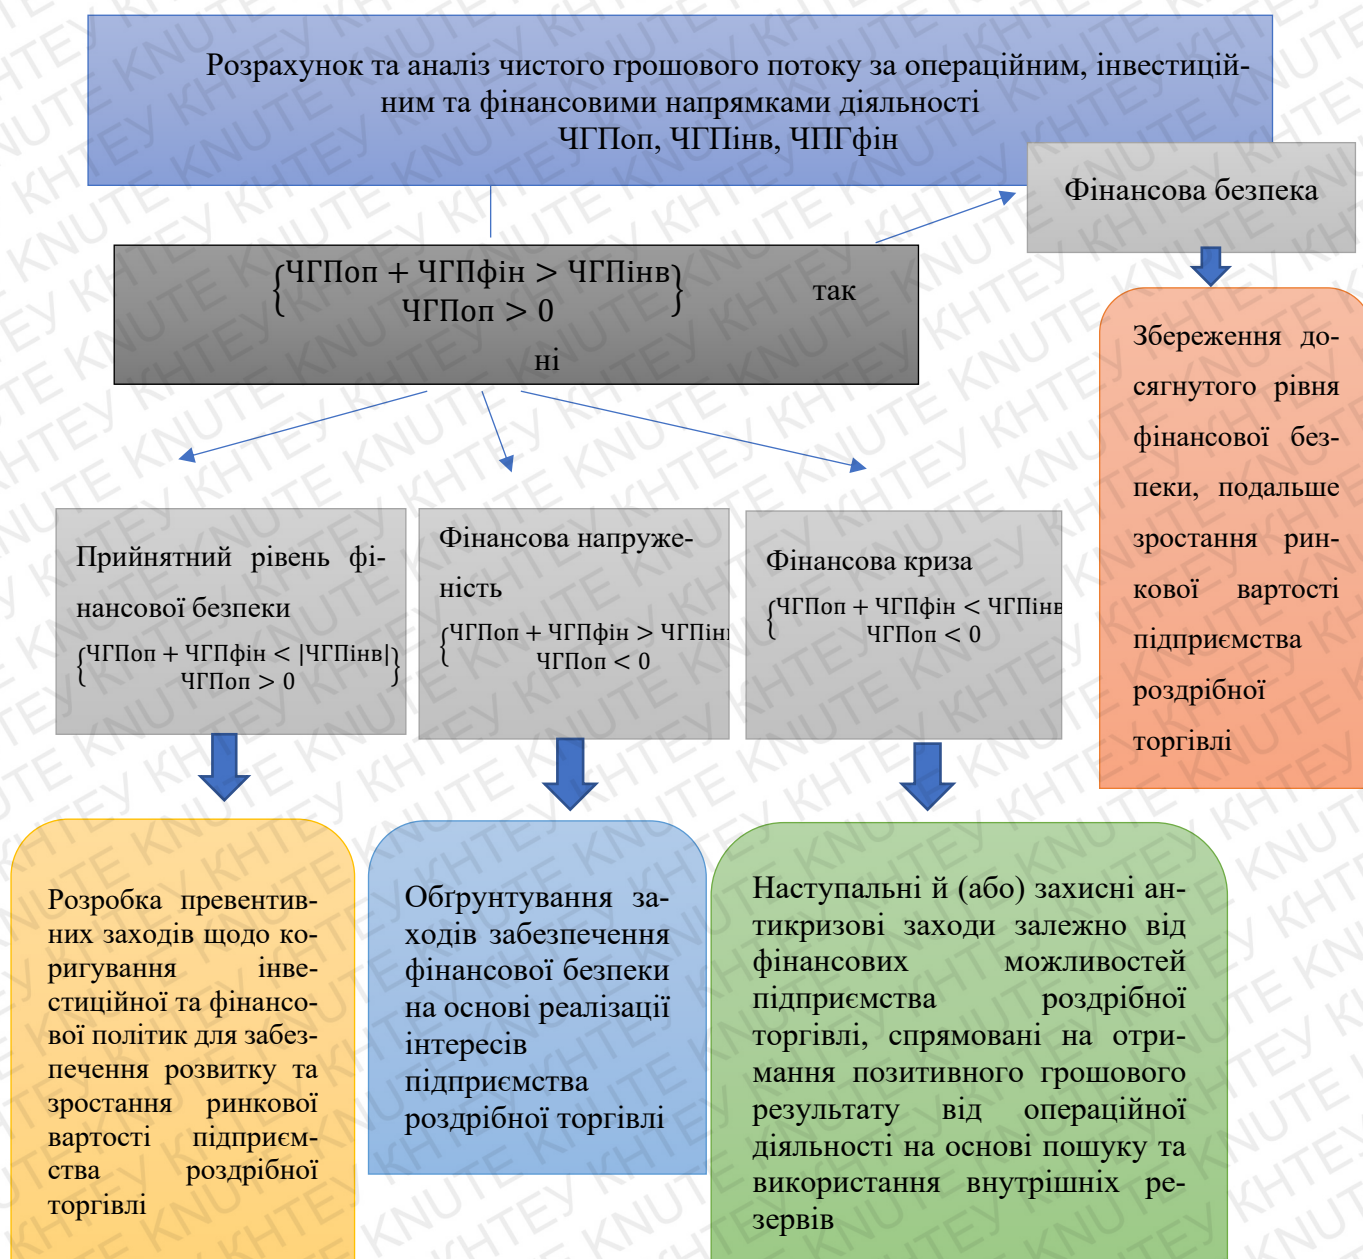 Розрахунок та аналіз чистого грошового потоку за операційним, інвестицій-
ним та фінансовими напрямками діяльності
ЧГПоп, ЧГПінв, ЧПГфін
Фінансова безпека
{ЧГПоп + ЧГПфін > ЧГПінв}
ЧГПоп > 0
так
ні
Збереження до-
сягнутого рівня
фінансової без-
пеки, подальше
зростання рин-
кової вартості
підприємства
роздрібної
торгівлі
Прийнятний рівень фі-
нансової безпеки
{ЧГПоп + ЧГПфін < |ЧГПінв|}
ЧГПоп > 0
Фінансова напруже-
ність
{ЧГПоп + ЧГПфін > ЧГПінв
ЧГПоп < 0
Фінансова криза
{ЧГПоп + ЧГПфін < ЧГПінв
ЧГПоп < 0
Розробка превентив-
них заходів щодо ко-
ригування інве-
стиційної та фінансо-
вої політик для забез-
печення розвитку та
зростання ринкової
вартості підприєм-
ства роздрібної
торгівлі
Обґрунтування за-
ходів забезпечення
фінансової безпеки
на основі реалізації
інтересів
підприємства
роздрібної торгівлі
Наступальні й (або) захисні ан-
тикризові заходи залежно від
фінансових можливостей
підприємства роздрібної
торгівлі, спрямовані на отри-
мання позитивного грошового
результату від операційної
діяльності на основі пошуку та
використання внутрішніх ре-
зервів